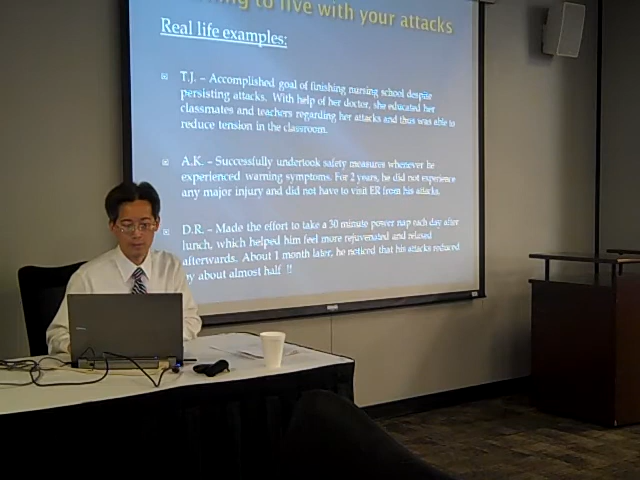 to live with your attacks
Real life examples:
T.J. – Accomplished goal of finishing nursing school despite
persisting attacks. With help of her doctor, she educated her
classmates and teachers regarding her attacks and thus was able to
reduce tension in the classroom.
A.K. – Successfully undertook safety measures whenever he
experienced warning symptoms. For 2 years, he did not experience
any major injury and did not have to visit ER from his attacks.
D.R. – Made the effort to take a 30 minute power nap each day after
lunch, which helped him feel more rejuvenated and relaxed
afterwards. About 1 month later, he noticed that his attacks reduced
by about almost half !!